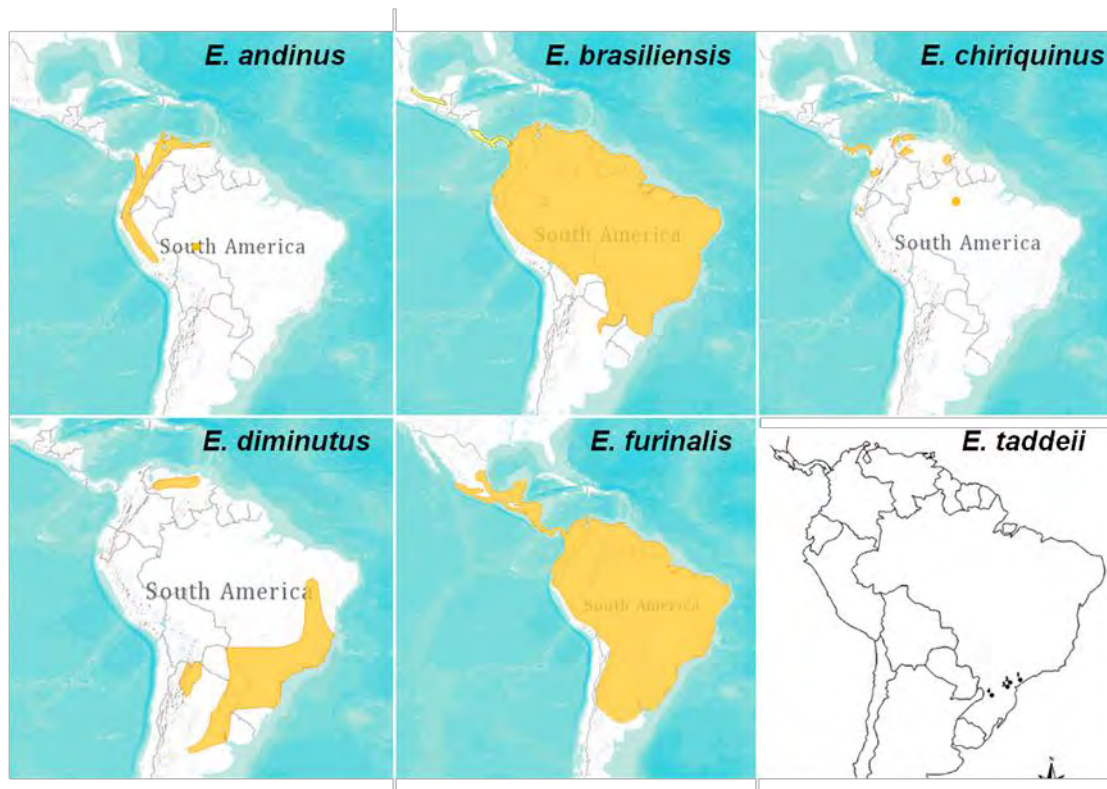 E. andinus
E. brasiliensis
E. chiriquinus
South America
South America
South America
E. diminutus
E. furinalis
E. taddeii
South America
South America